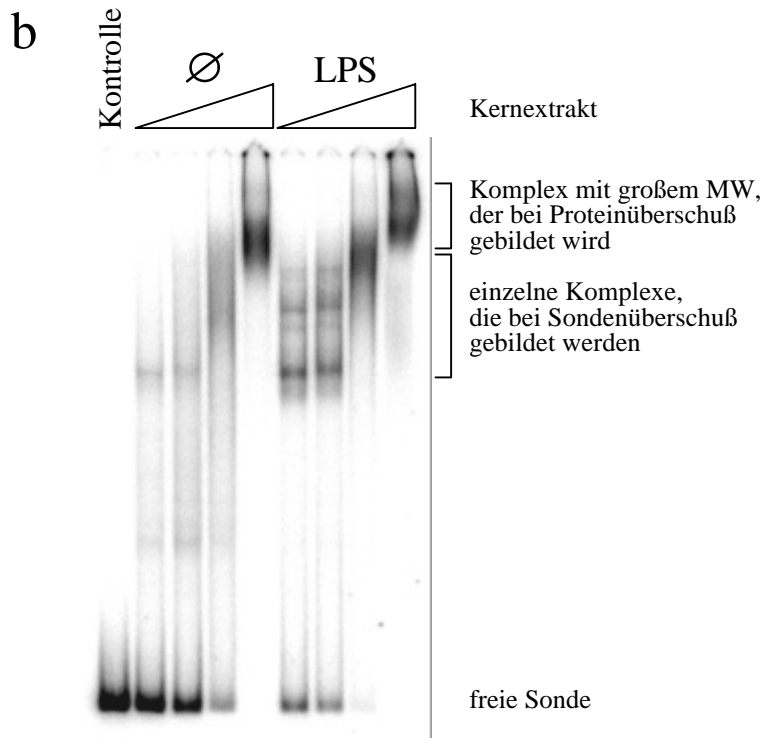 b
Kontrolle
Ø
LPS
Kernextrakt
Komplex mit großem MW,
der bei Proteinüberschuß
gebildet wird
einzelne Komplexe,
die bei Sondenüberschuß
gebildet werden
freie Sonde